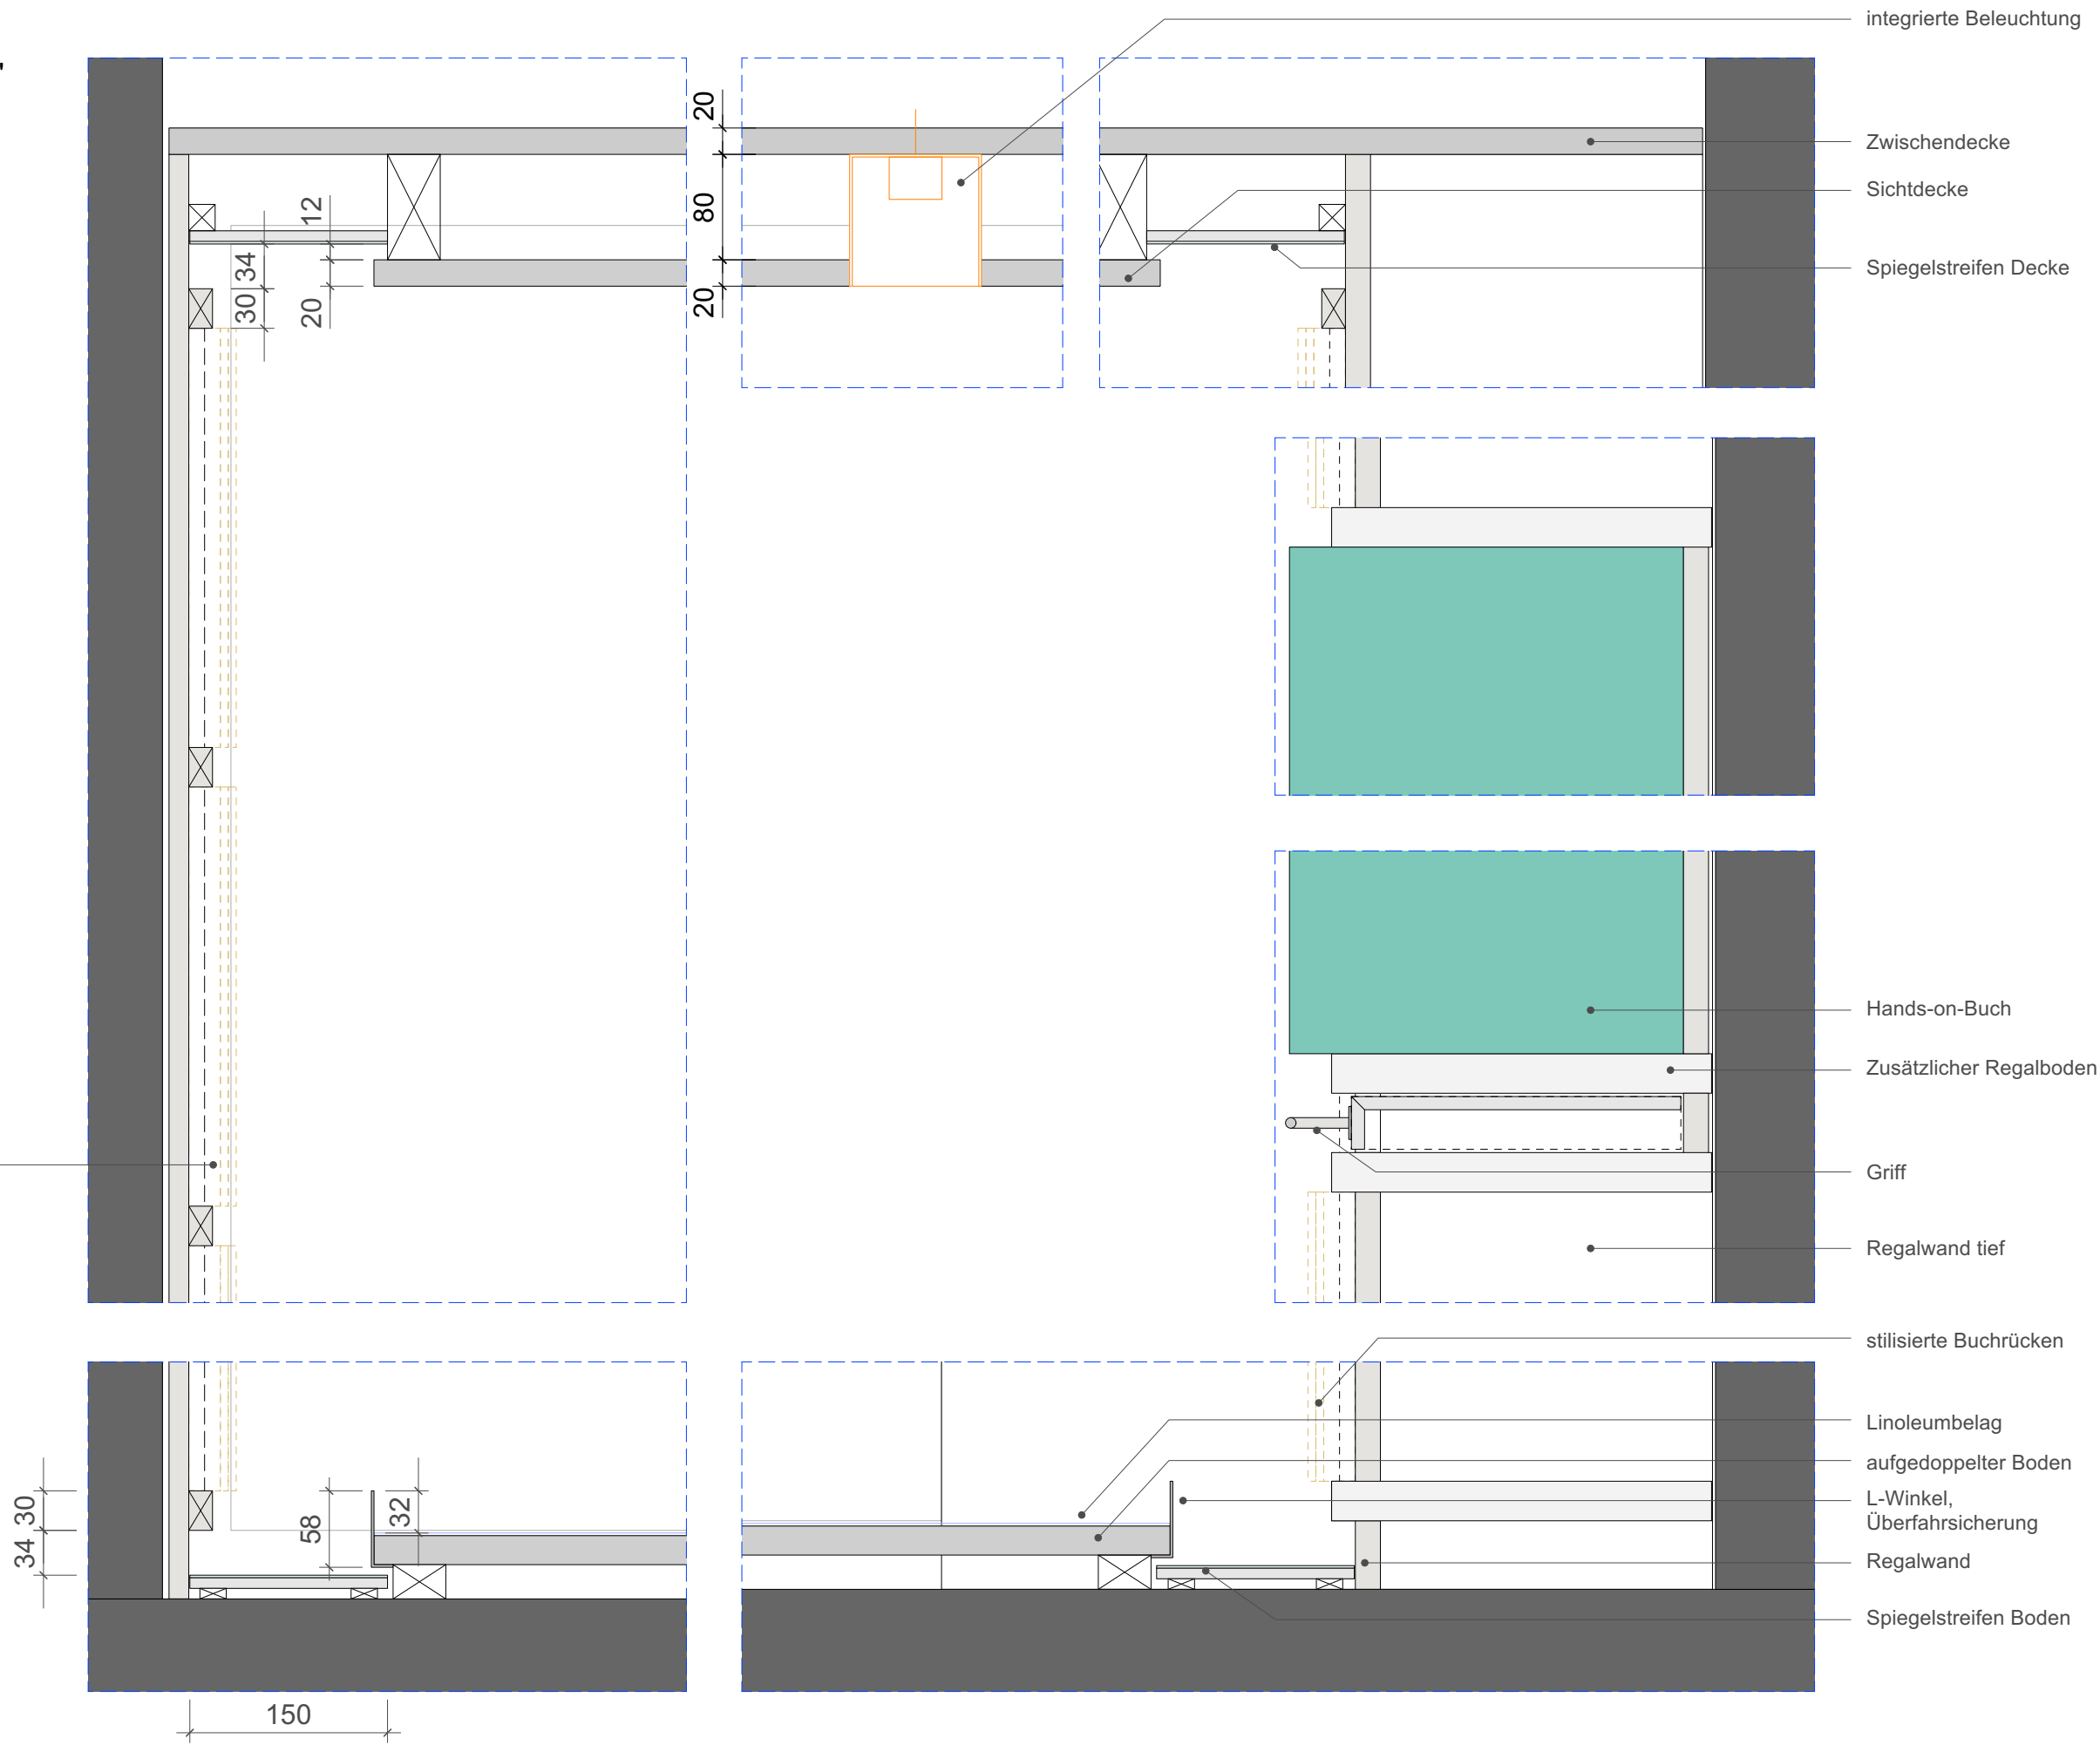 integrierte Beleuchtung
20
Zwischendecke
Sichtdecke
12
80
34
Spiegelstreifen Decke
30
20
20
Hands-on-Buch
Zusätzlicher Regalboden
Griff
Regalwand tief
stilisierte Buchrücken
Linoleumbelag
aufgedoppelter Boden
L-Winkel,
Überfahrsicherung
30
58
32
34
Regalwand
Spiegelstreifen Boden
150